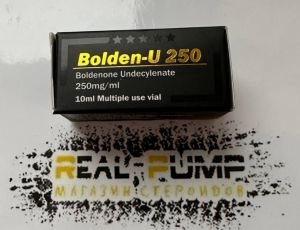 Bolden-U 250
Boldenone Undecylenate
250mg/ml
10ml Multiple use vial
REAL PUMP
МАГАЗИН СТЕРОИДОВ